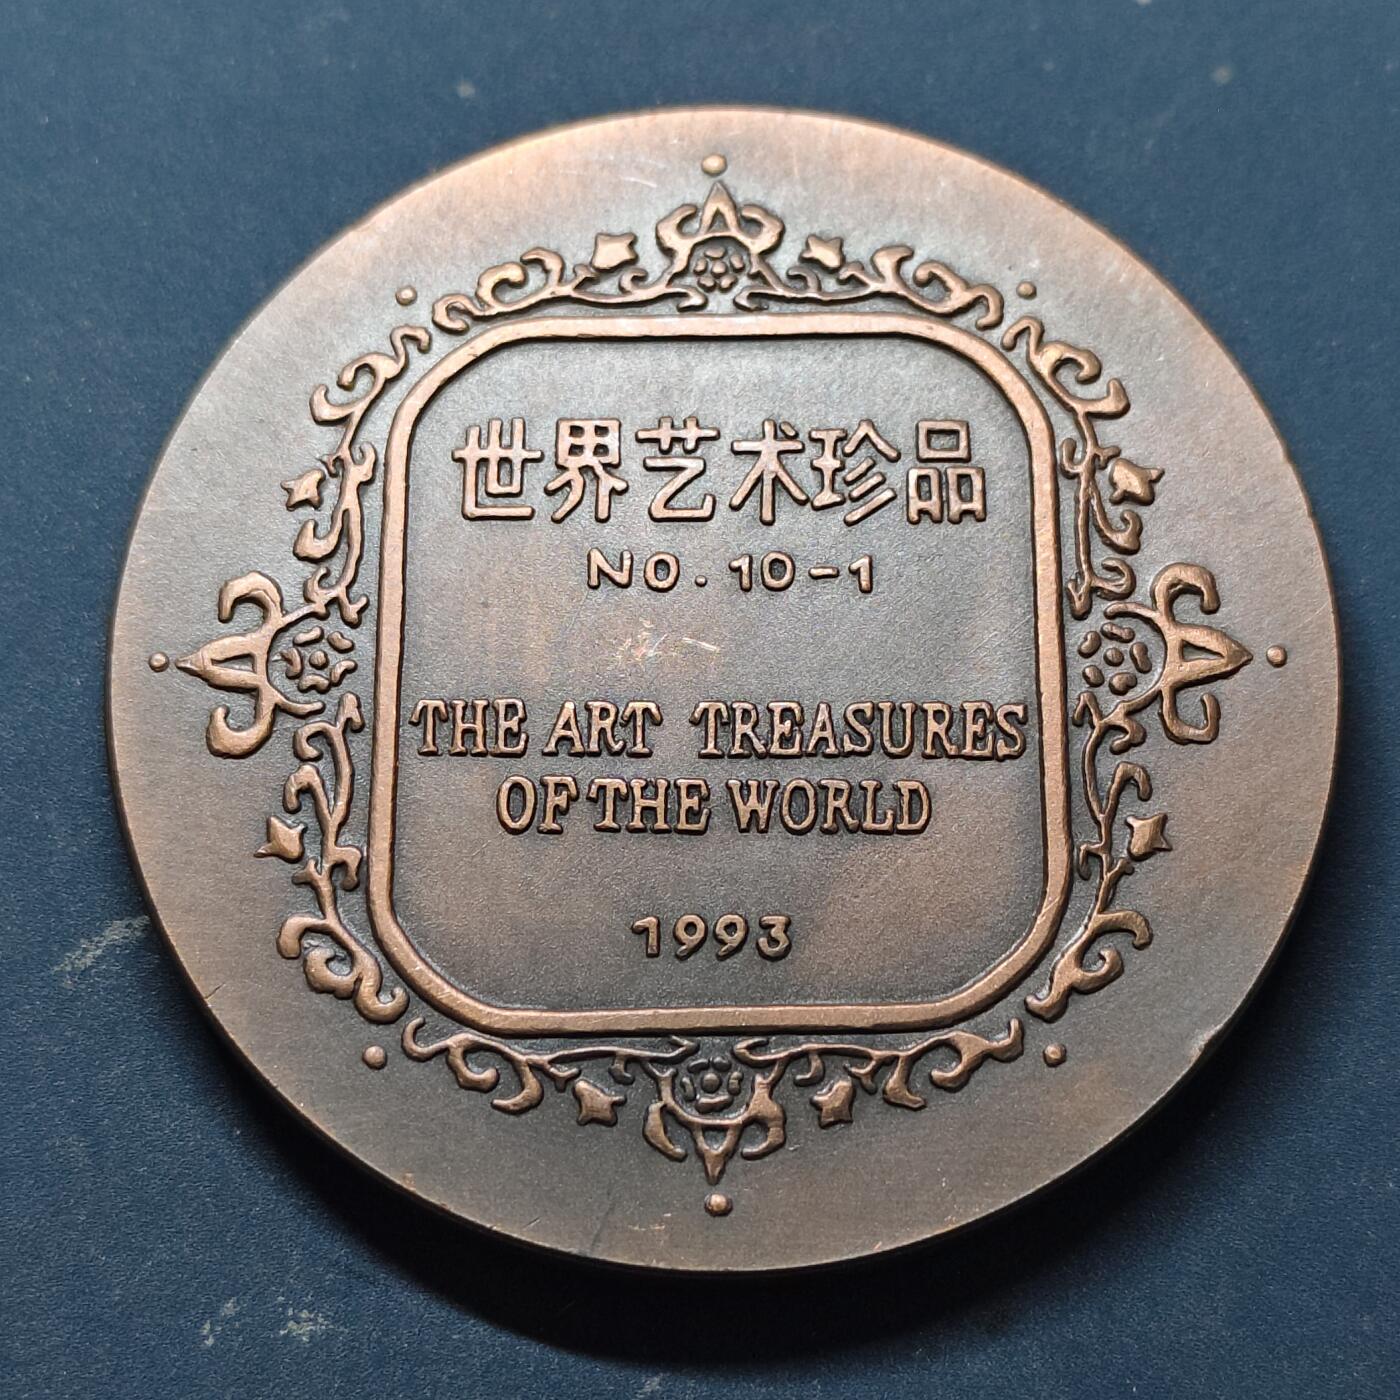 世界艺术珍品
NO.10-1
THE ART TREASURES
OF THE WORLD
1993